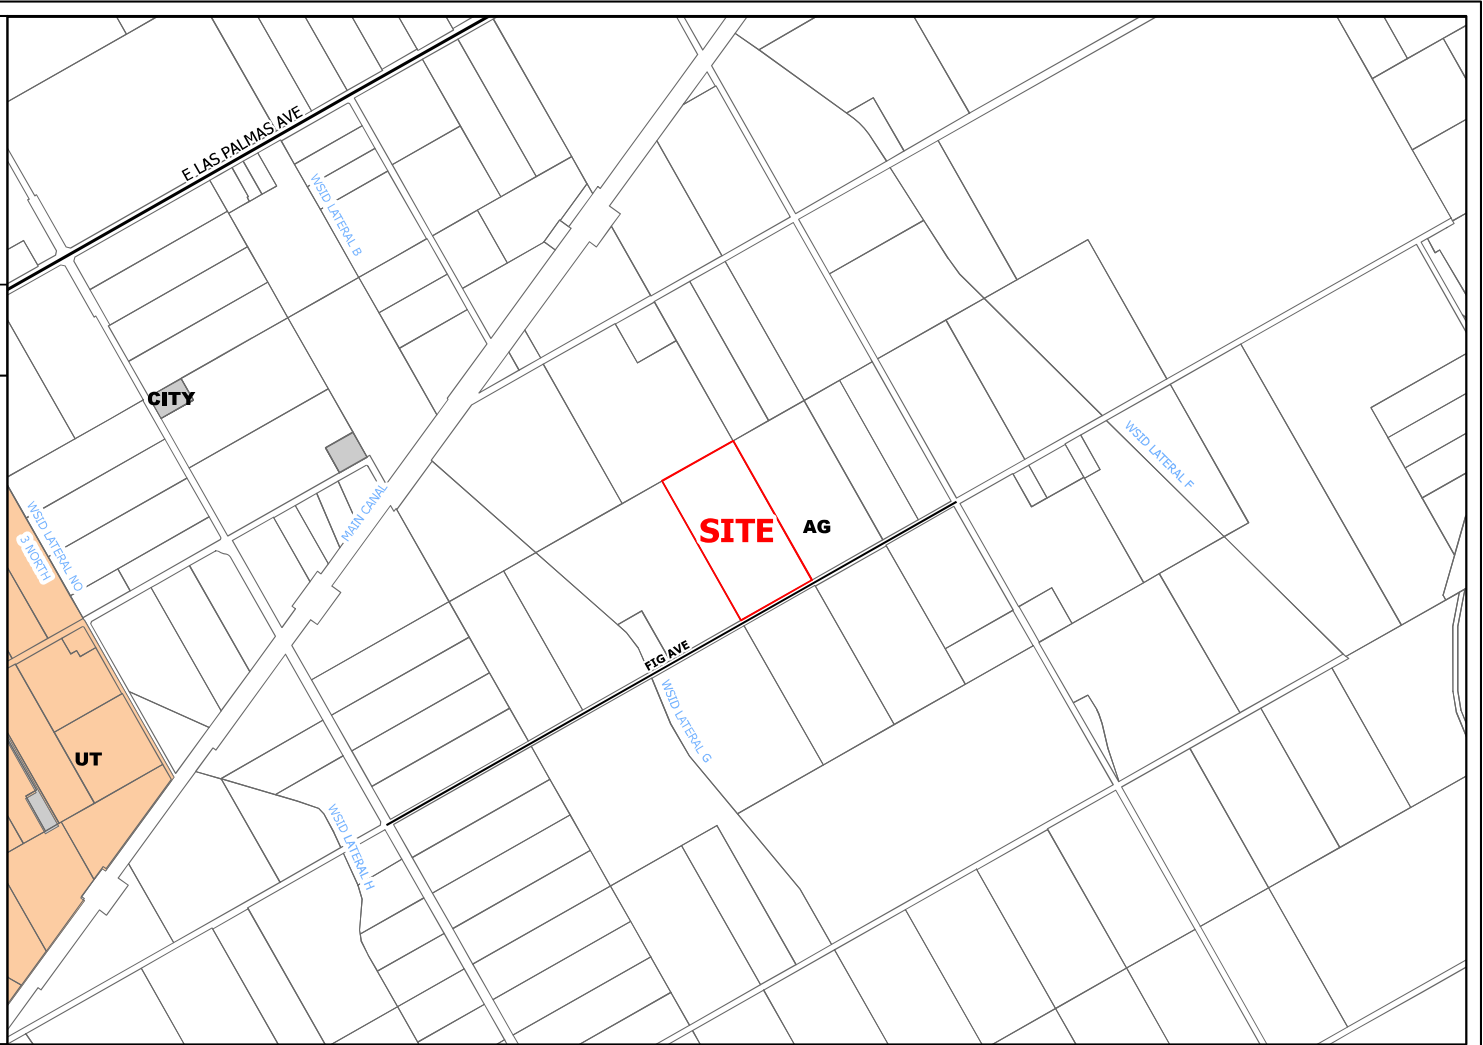 E LAS PALMAS AVE
WSID LATERAL B
CITY
WSID LATERAL F
MAIN CANAL
WSID LATERAL NO
3 NORTH
SITE
AG
FIG AVE
WSID LATERAL G
UT
WSID LATERAL H